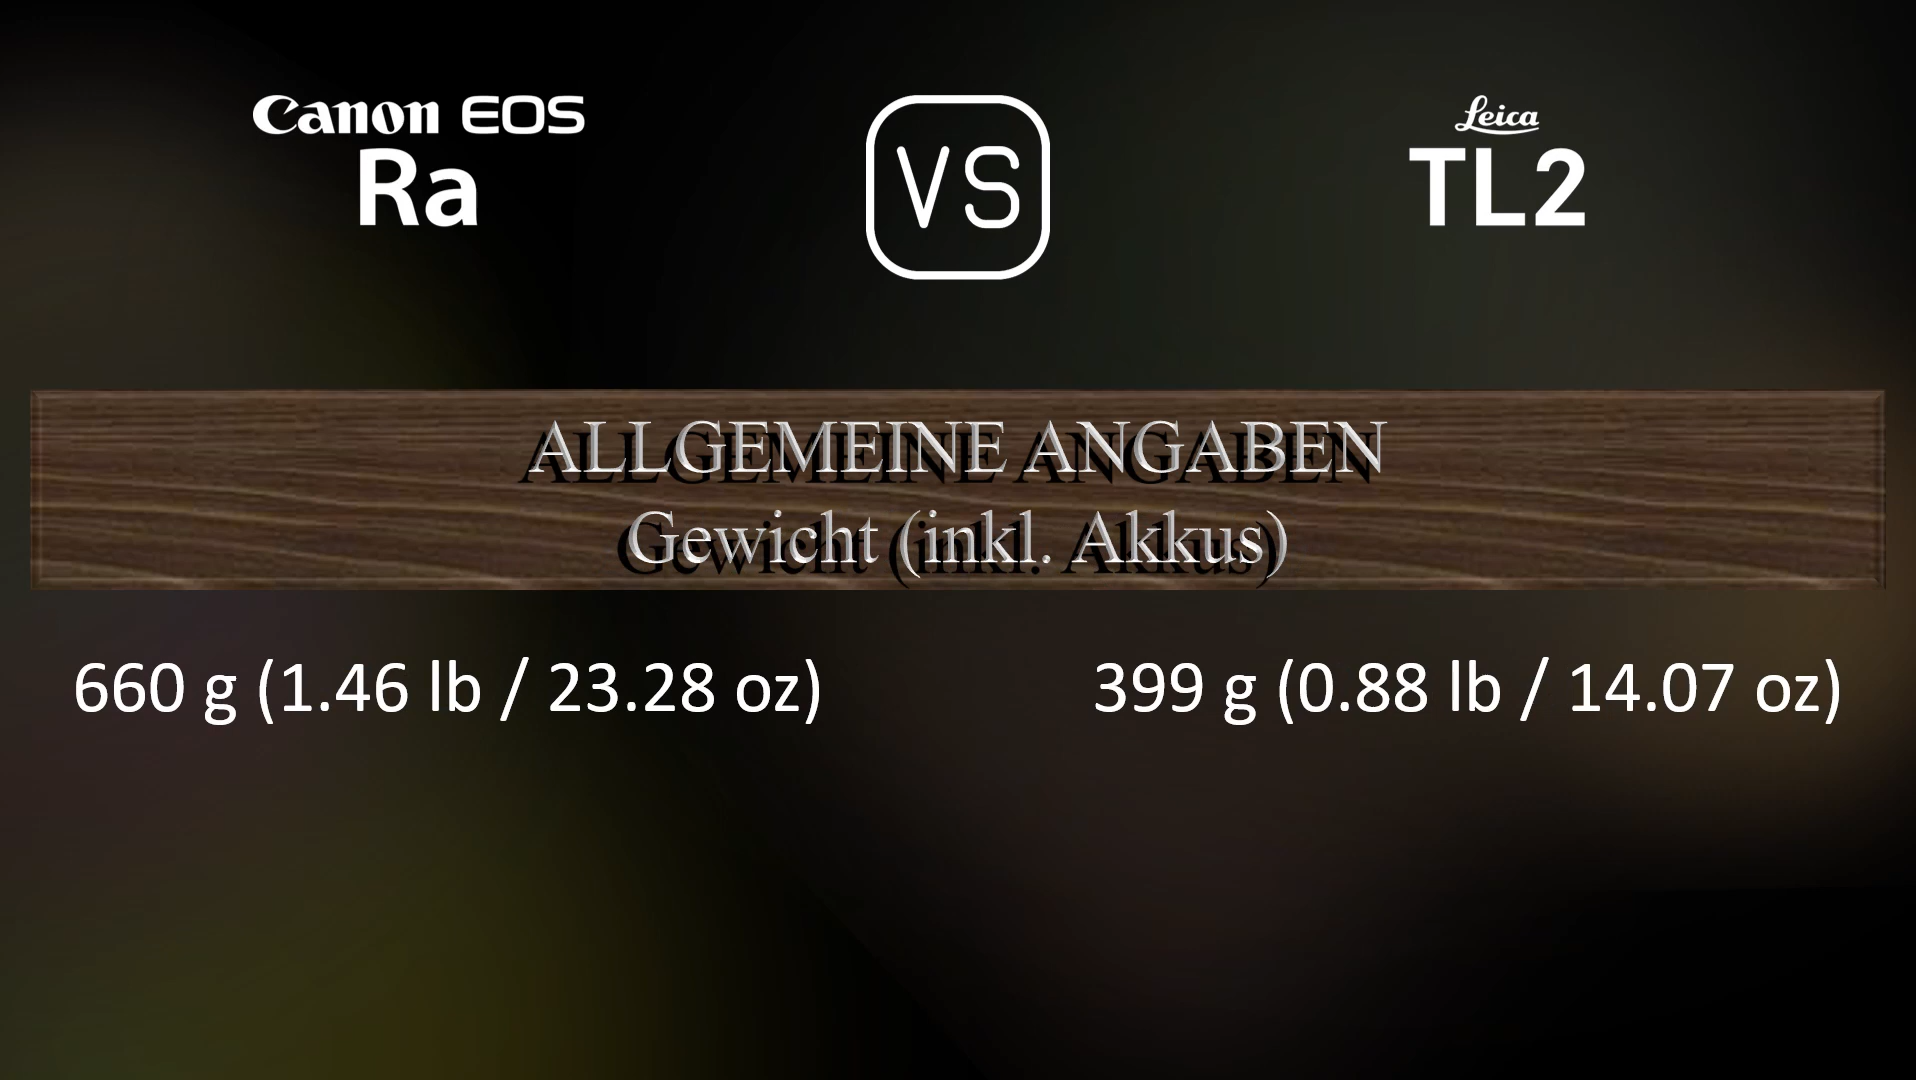 Canon EOS
Ra
VS
Leica
TL2
ALLGEMEINE ANGABEN
Gewicht (inkl. Akkus)
660 g (1.46 lb / 23.28 oz)
399 g (0.88 lb / 14.07 oz)